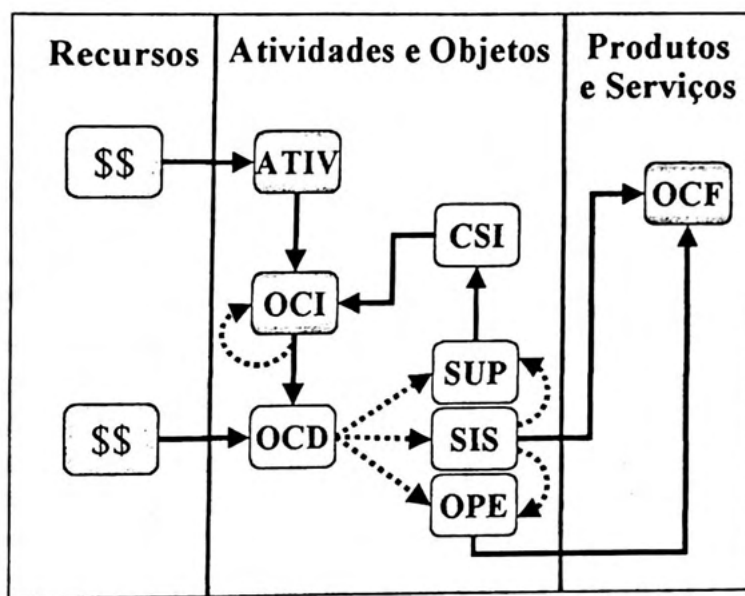 Recursos
Atividades e Objetos
Produtos
e Serviços
$$
ATIV
OCF
CSI
OCI
SUP
$$
OCD
SIS
OPE